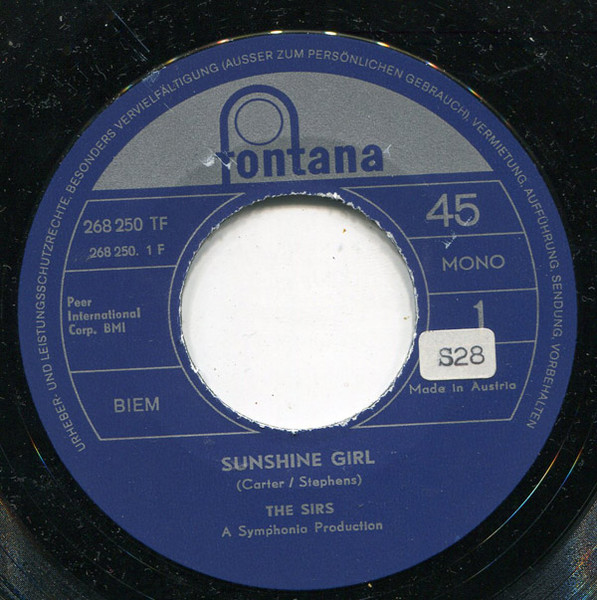 URHEBER- UND LEISTUNGSSCHUTZRECHTE, BESONDERS VERVIELFÄLTIGUNG (AUSSER ZUM PERSÖNLICHEN GEBRAUCH), VERMIETUNG, AUFFÜHRUNG, SENDUNG, VORBEHALTEN
fontana
268 250 TF
268 250. 1 F
45
MONO
Peer
International
Corp. BMI
1
S28
Made in Austria
BIEM
SUNSHINE GIRL
(Carter / Stephens)
THE SIRS
A Symphonia Production